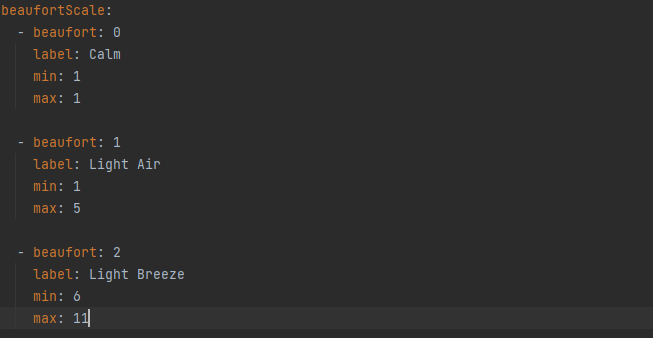 beaufortScale:
  - beaufort: 0
    label: Calm
    min: 1
    max: 1
  - beaufort: 1
    label: Light Air
    min: 1
    max: 5
  - beaufort: 2
    label: Light Breeze
    min: 6
    max: 11